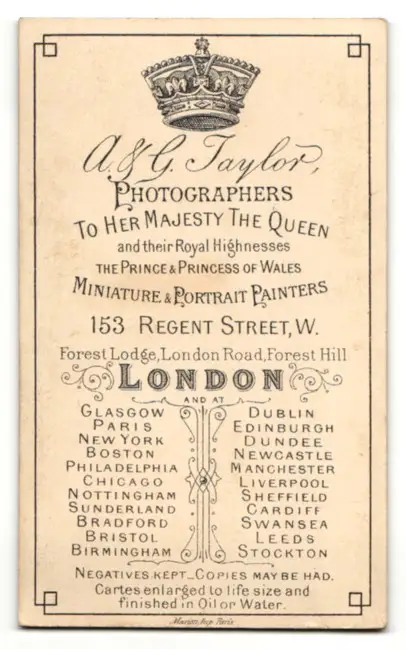 A. & G. Taylor,
PHOTOGRAPHERS
TO HER MAJESTY THE QUEEN
and their Royal Highnesses
THE PRINCE & PRINCESS OF WALES
MINIATURE & PORTRAIT PAINTERS
153 REGENT STREET, W.
Forest Lodge, London Road, Forest Hill
LONDON
AND AT
GLASGOW
PARIS
NEW YORK
BOSTON
PHILADELPHIA
CHICAGO
NOTTINGHAM
SUNDERLAND
BRADFORD
BRISTOL
BIRMINGHAM
DUBLIN
EDINBURGH
DUNDEE
NEWCASTLE
MANCHESTER
LIVERPOOL
SHEFFIELD
CARDIFF
SWANSEA
LEEDS
STOCKTON
NEGATIVES KEPT_COPIES MAY BE HAD.
Cartes enlarged to life size and
finished in Oil or Water.
Marion, Imp Paris